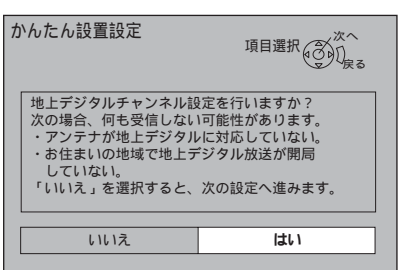 かんたん設置設定
項目選択
次へ
戻る
地上デジタルチャンネル設定を行いますか？
次の場合、何も受信しない可能性があります。
・アンテナが地上デジタルに対応していない。
・お住まいの地域で地上デジタル放送が開局
していない。
「いいえ」を選択すると、次の設定へ進みます。
いいえ
はい